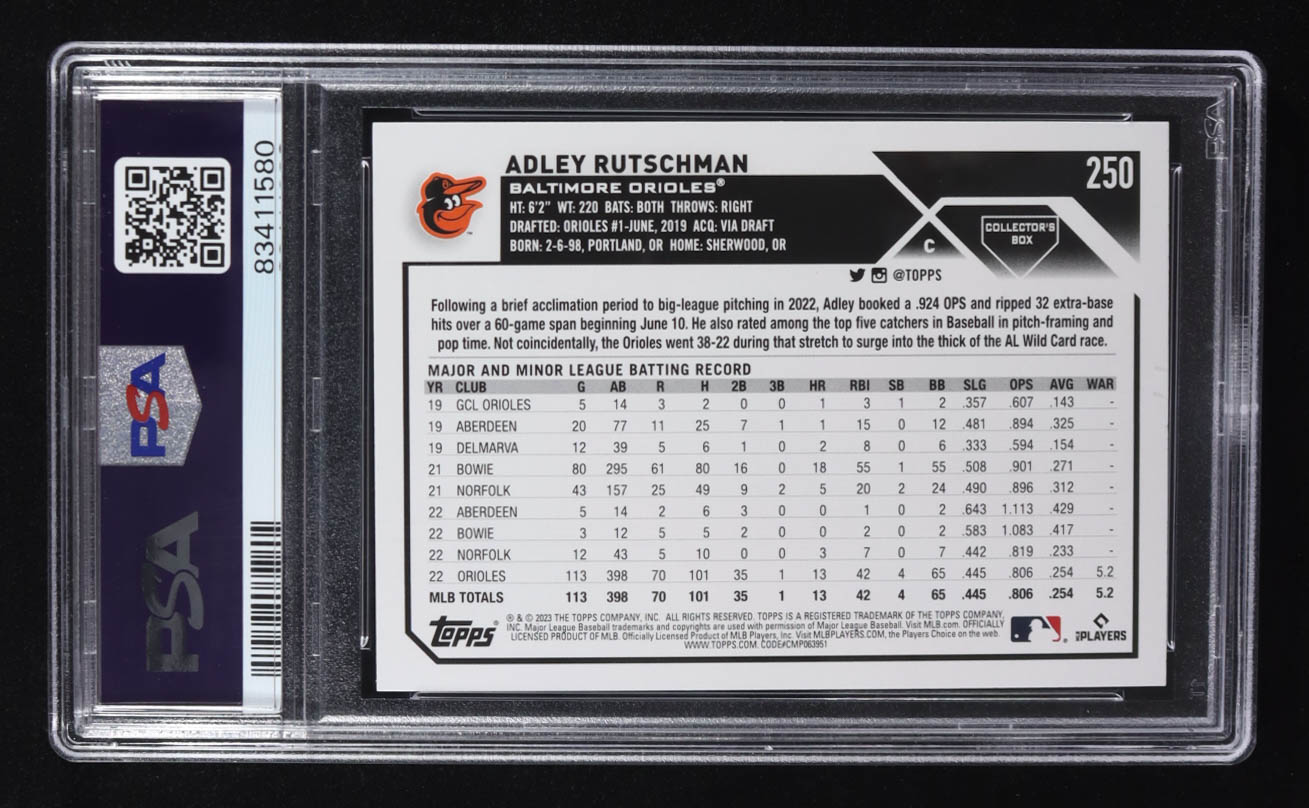 83411580
PSA
PSA
PSA
ADLEY RUTSCHMAN
250
BALTIMORE ORIOLES®
HT: 6'2" WT: 220 BATS: BOTH THROWS: RIGHT
DRAFTED: ORIOLES #1-JUNE, 2019 ACQ: VIA DRAFT
BORN: 2-6-98, PORTLAND, OR HOME: SHERWOOD, OR
C
COLLECTOR'S
BOX
@TOPPS
Following a brief acclimation period to big-league pitching in 2022, Adley booked a .924 OPS and ripped 32 extra-base
hits over a 60-game span beginning June 10. He also rated among the top five catchers in Baseball in pitch-framing and
pop time. Not coincidentally, the Orioles went 38-22 during that stretch to surge into the thick of the AL Wild Card race.
MAJOR AND MINOR LEAGUE BATTING RECORD
YR CLUB G AB R H 2B 3B HR RBI SB BB SLG OPS AVG WAR
19 GCL ORIOLES 5 14 3 2 0 0 1 3 1 2 .357 .607 .143 -
19 ABERDEEN 20 77 11 25 7 1 1 15 0 12 .481 .894 .325 -
19 DELMARVA 12 39 5 6 1 0 2 8 0 6 .333 .594 .154 -
21 BOWIE 80 295 61 80 16 0 18 55 1 55 .508 .901 .271 -
21 NORFOLK 43 157 25 49 9 2 5 20 2 24 .490 .896 .312 -
22 ABERDEEN 5 14 2 6 3 0 0 1 0 2 .643 1.113 .429 -
22 BOWIE 3 12 5 5 2 0 0 2 0 2 .583 1.083 .417 -
22 NORFOLK 12 43 5 10 0 0 3 7 0 7 .442 .819 .233 -
22 ORIOLES 113 398 70 101 35 1 13 42 4 65 .445 .806 .254 5.2
MLB TOTALS 113 398 70 101 35 1 13 42 4 65 .445 .806 .254 5.2
TOPPS®
® & © 2023 THE TOPPS COMPANY, INC. ALL RIGHTS RESERVED. TOPPS IS A REGISTERED TRADEMARK OF THE TOPPS COMPANY,
INC. Major League Baseball trademarks and copyrights are used with permission of Major League Baseball. Visit MLB.com. OFFICIALLY
LICENSED PRODUCT OF MLB. Officially Licensed Product of MLB Players, Inc. Visit MLBPLAYERS.COM, the Players Choice on the web.
WWW.TOPPS.COM. CODE#CMP063951
MLB PLAYERS